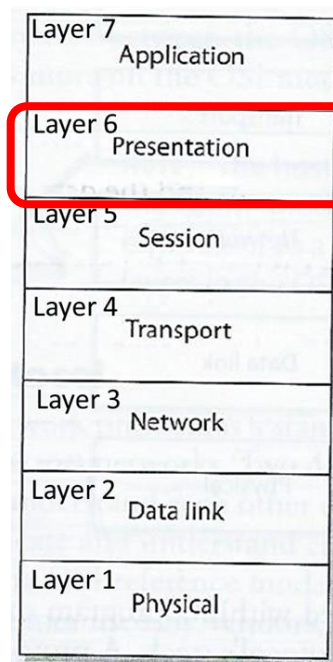 Layer 7
Application
Layer 6
Presentation
Layer 5
Session
Layer 4
Transport
Layer 3
Network
Layer 2
Data link
Layer 1
Physical